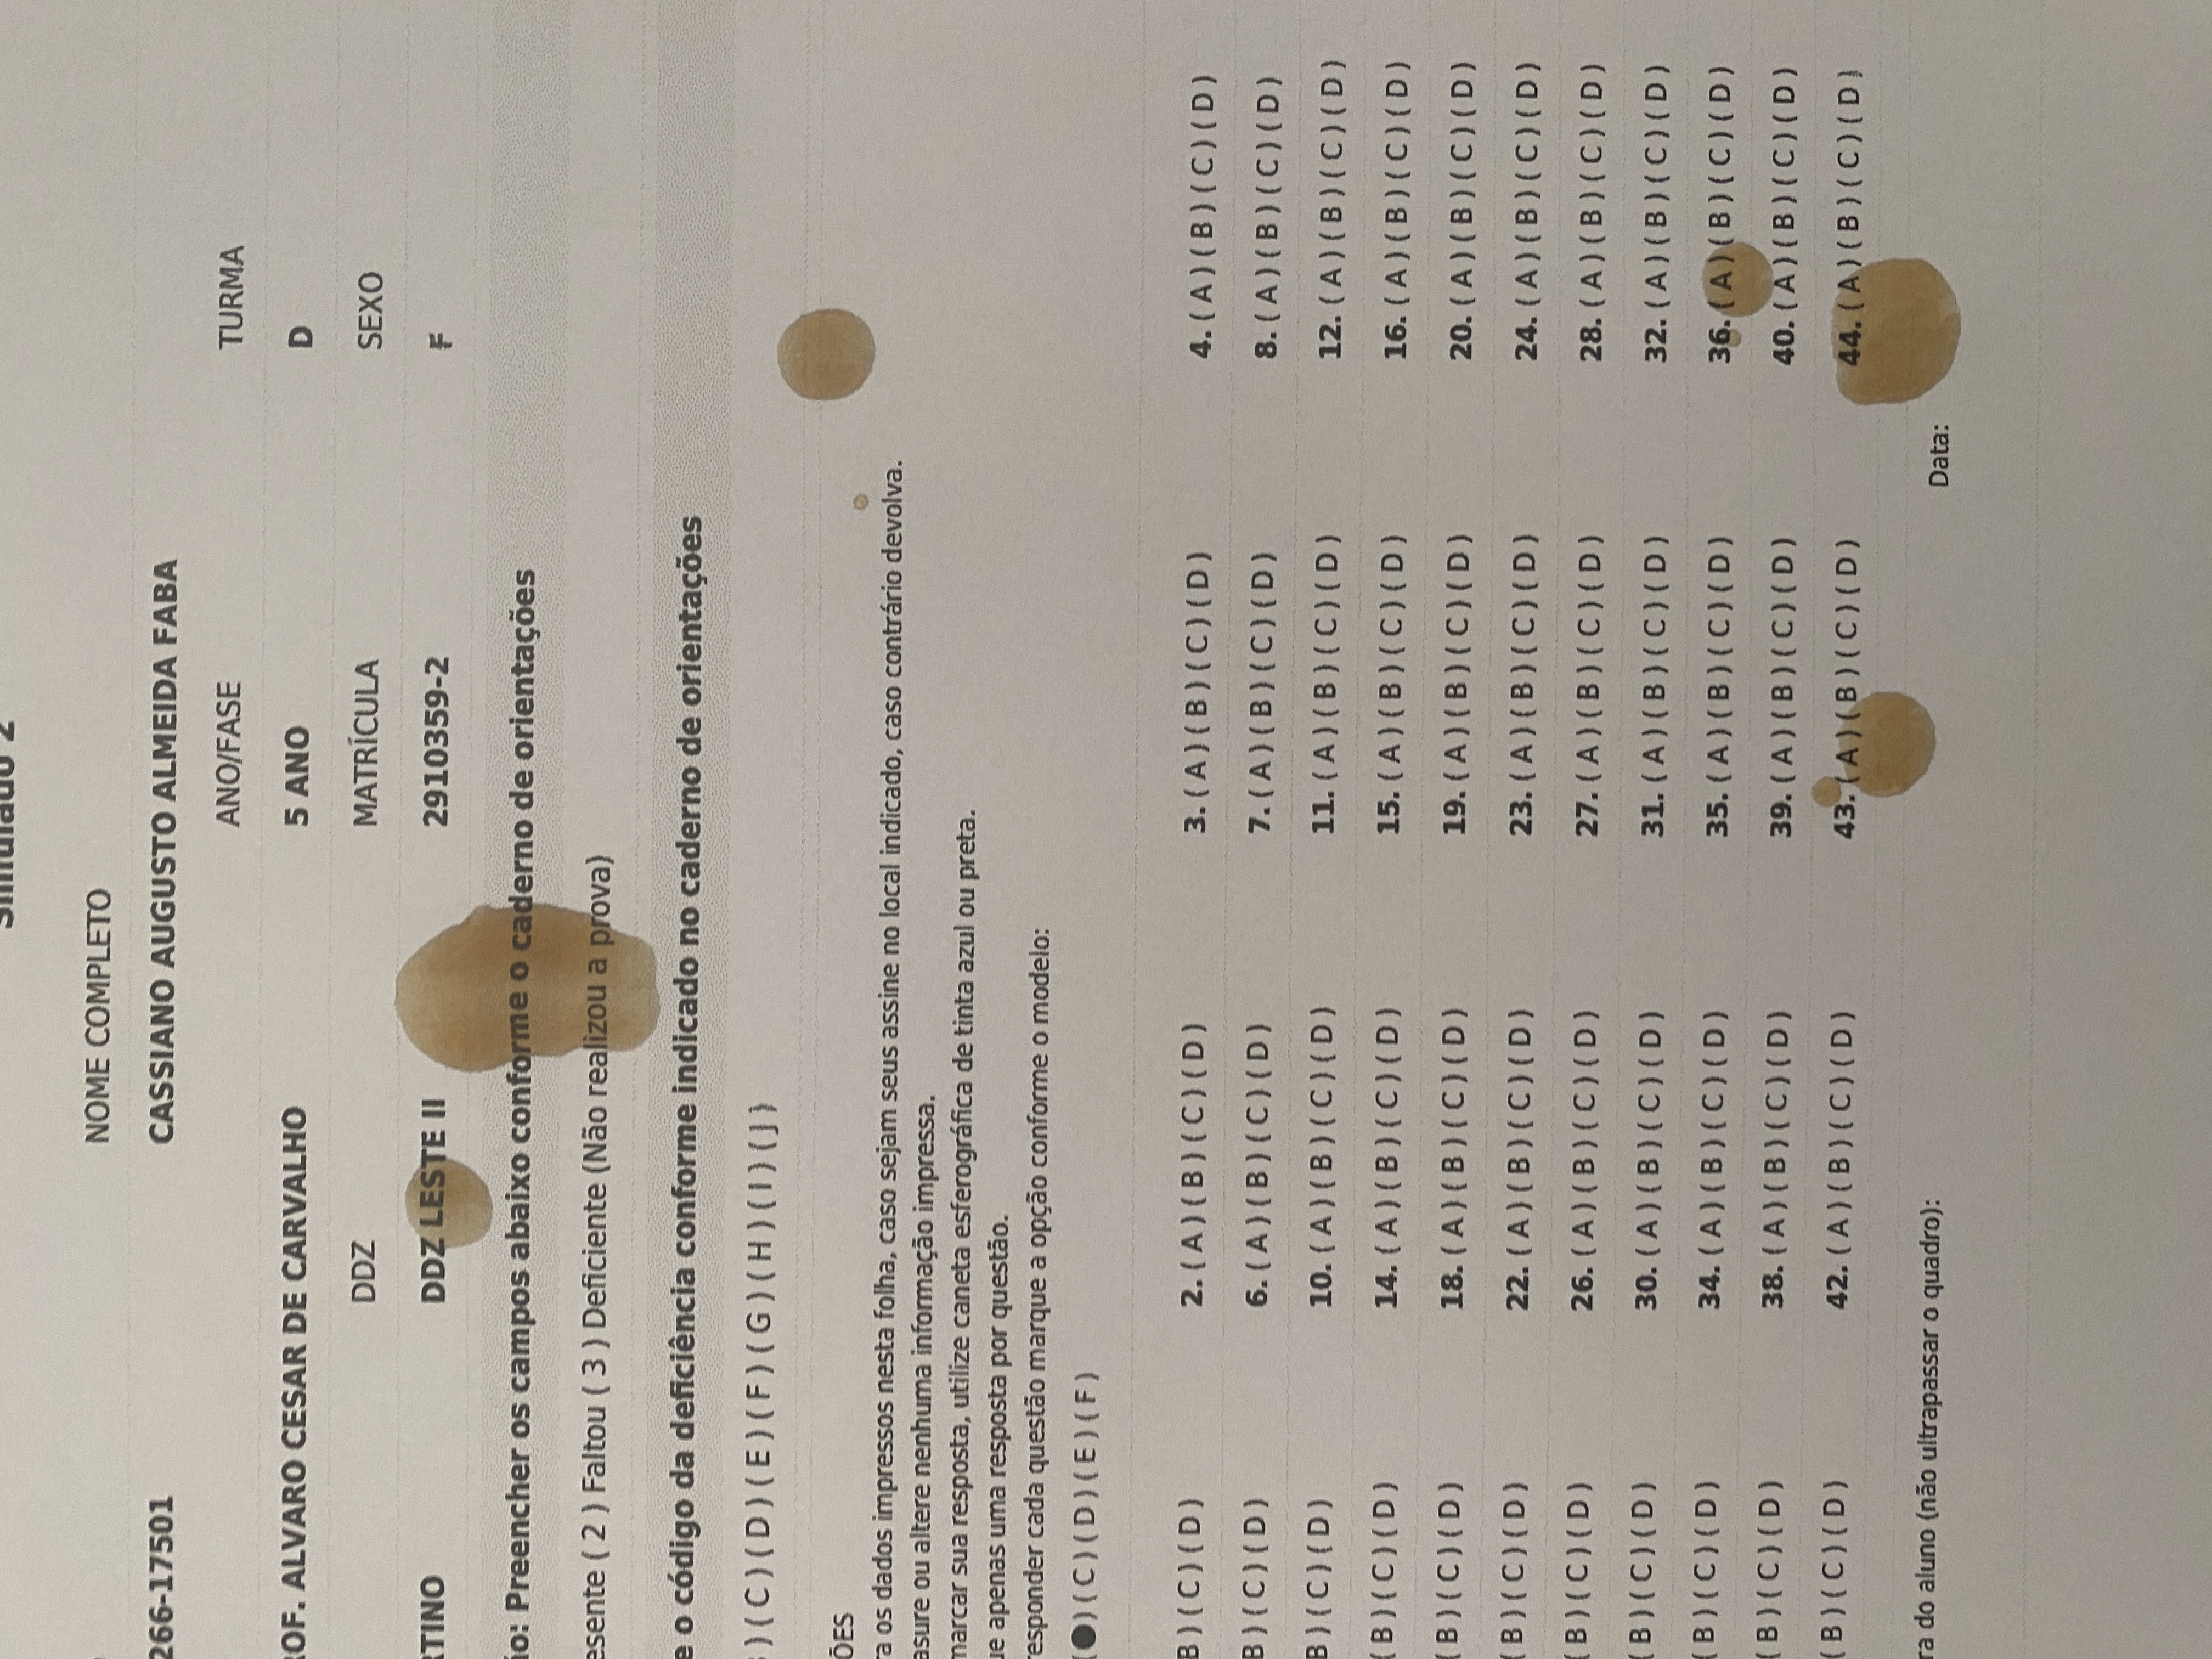 Simulado 2
NOME COMPLETO
266-17501 CASSIANO AUGUSTO ALMEIDA FABA
ANO/FASE TURMA
ROF. ALVARO CESAR DE CARVALHO 5 ANO D
DDZ MATRÍCULA SEXO
RTINO DDZ LESTE II 2910359-2 F
ão: Preencher os campos abaixo conforme o caderno de orientações
esente ( 2 ) Faltou ( 3 ) Deficiente (Não realizou a prova)
e o código da deficiência conforme indicado no caderno de orientações
) ( C ) ( D ) ( E ) ( F ) ( G ) ( H ) ( I ) ( J )
ÕES
ra os dados impressos nesta folha, caso sejam seus assine no local indicado, caso contrário devolva.
asure ou altere nenhuma informação impressa.
marcar sua resposta, utilize caneta esferográfica de tinta azul ou preta.
ue apenas uma resposta por questão.
responder cada questão marque a opção conforme o modelo:
(●) ( C ) ( D ) ( E ) ( F )
B ) ( C ) ( D ) 2. ( A ) ( B ) ( C ) ( D ) 3. ( A ) ( B ) ( C ) ( D ) 4. ( A ) ( B ) ( C ) ( D )
B ) ( C ) ( D ) 6. ( A ) ( B ) ( C ) ( D ) 7. ( A ) ( B ) ( C ) ( D ) 8. ( A ) ( B ) ( C ) ( D )
B ) ( C ) ( D ) 10. ( A ) ( B ) ( C ) ( D ) 11. ( A ) ( B ) ( C ) ( D ) 12. ( A ) ( B ) ( C ) ( D )
( B ) ( C ) ( D ) 14. ( A ) ( B ) ( C ) ( D ) 15. ( A ) ( B ) ( C ) ( D ) 16. ( A ) ( B ) ( C ) ( D )
( B ) ( C ) ( D ) 18. ( A ) ( B ) ( C ) ( D ) 19. ( A ) ( B ) ( C ) ( D ) 20. ( A ) ( B ) ( C ) ( D )
( B ) ( C ) ( D ) 22. ( A ) ( B ) ( C ) ( D ) 23. ( A ) ( B ) ( C ) ( D ) 24. ( A ) ( B ) ( C ) ( D )
( B ) ( C ) ( D ) 26. ( A ) ( B ) ( C ) ( D ) 27. ( A ) ( B ) ( C ) ( D ) 28. ( A ) ( B ) ( C ) ( D )
( B ) ( C ) ( D ) 30. ( A ) ( B ) ( C ) ( D ) 31. ( A ) ( B ) ( C ) ( D ) 32. ( A ) ( B ) ( C ) ( D )
( B ) ( C ) ( D ) 34. ( A ) ( B ) ( C ) ( D ) 35. ( A ) ( B ) ( C ) ( D ) 36. ( A ) ( B ) ( C ) ( D )
( B ) ( C ) ( D ) 38. ( A ) ( B ) ( C ) ( D ) 39. ( A ) ( B ) ( C ) ( D ) 40. ( A ) ( B ) ( C ) ( D )
( B ) ( C ) ( D ) 42. ( A ) ( B ) ( C ) ( D ) 43. ( A ) ( B ) ( C ) ( D ) 44. ( A ) ( B ) ( C ) ( D )
ra do aluno (não ultrapassar o quadro): Data: